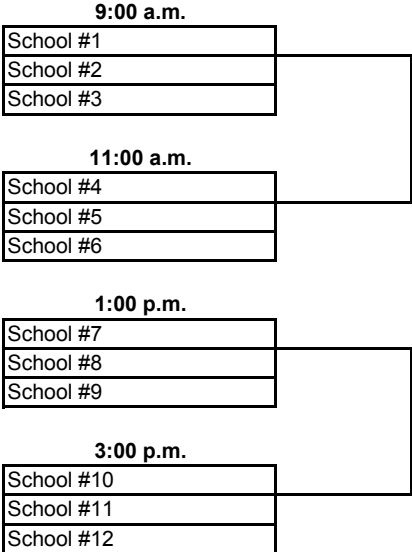 9:00 a.m.
School #1
School #2
School #3
11:00 a.m.
School #4
School #5
School #6
1:00 p.m.
School #7
School #8
School #9
3:00 p.m.
School #10
School #11
School #12